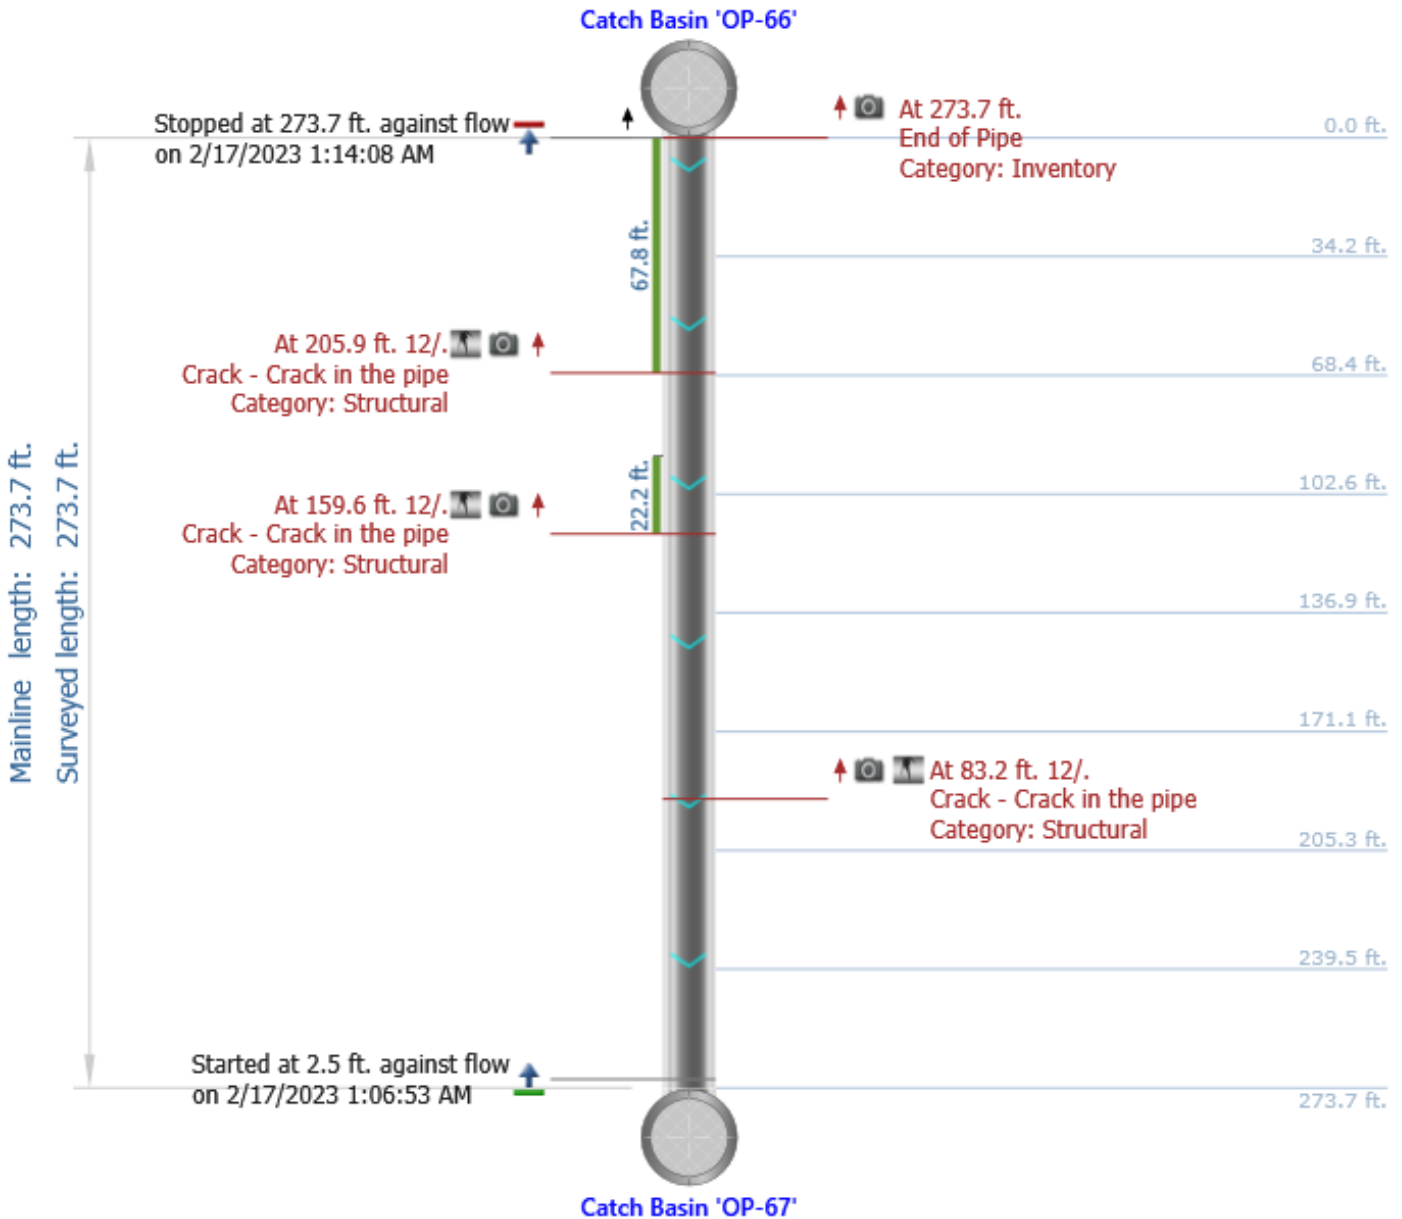 Catch Basin 'OP-66'
Stopped at 273.7 ft. against flow
on 2/17/2023 1:14:08 AM
At 273.7 ft.
End of Pipe
Category: Inventory
0.0 ft.
34.2 ft.
67.8 ft.
At 205.9 ft. 12/.
Crack - Crack in the pipe
Category: Structural
68.4 ft.
Mainline length: 273.7 ft.
Surveyed length: 273.7 ft.
22.2 ft.
At 159.6 ft. 12/.
Crack - Crack in the pipe
Category: Structural
102.6 ft.
136.9 ft.
171.1 ft.
At 83.2 ft. 12/.
Crack - Crack in the pipe
Category: Structural
205.3 ft.
239.5 ft.
Started at 2.5 ft. against flow
on 2/17/2023 1:06:53 AM
273.7 ft.
Catch Basin 'OP-67'